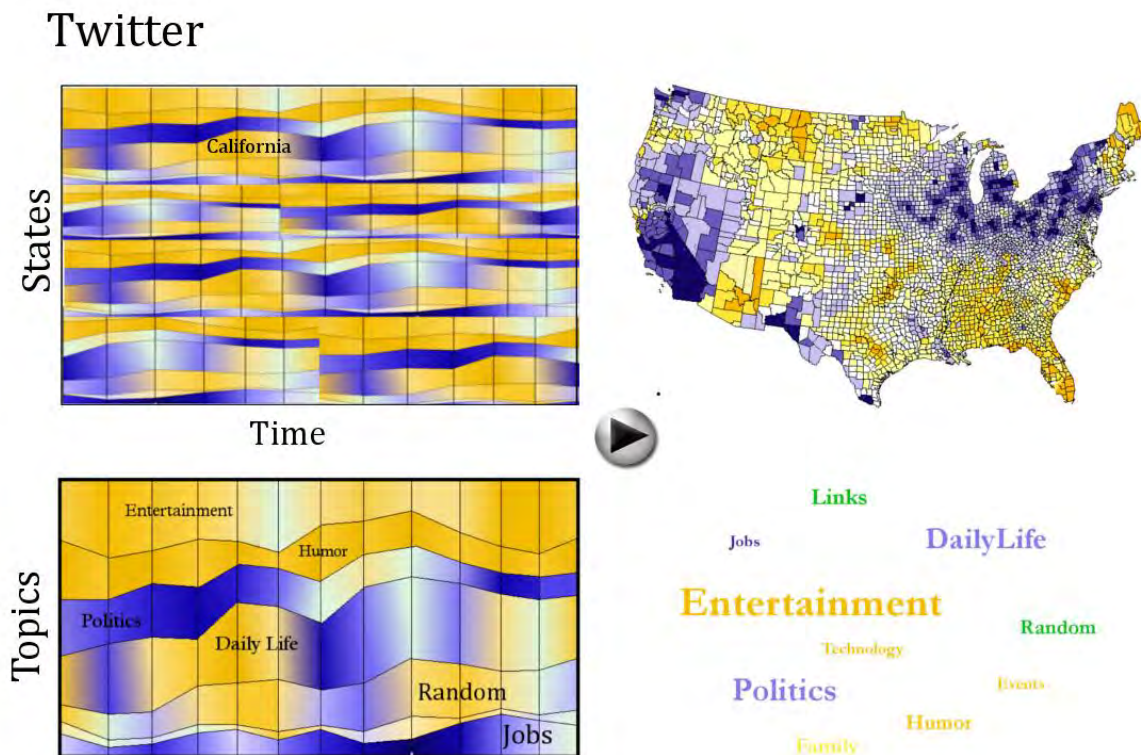 Twitter
California
States
Time
Entertainment
Humor
Politics
Daily Life
Random
Jobs
Topics
Links
Jobs
DailyLife
Entertainment
Random
Technology
Events
Politics
Humor
Family